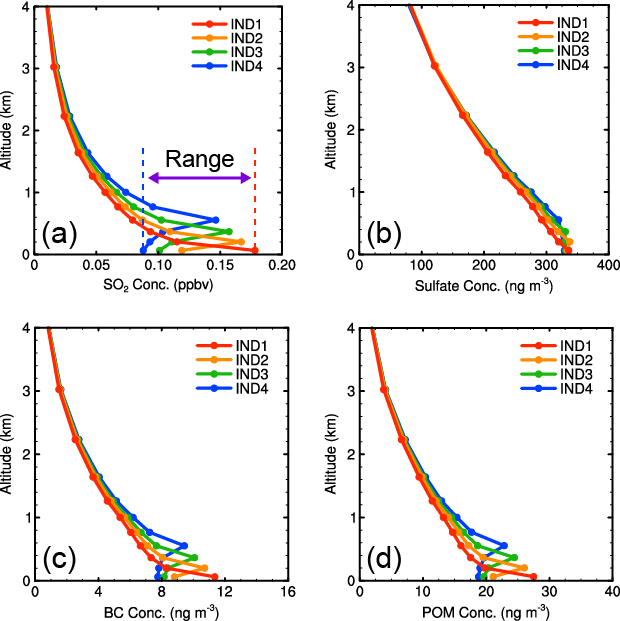 4
3
2
1
0
Altitude (km)
IND1
IND2
IND3
IND4
Range
(a)
0 0.05 0.10 0.15 0.20
SO₂ Conc. (ppbv)
4
3
2
1
0
Altitude (km)
IND1
IND2
IND3
IND4
(b)
0 100 200 300 400
Sulfate Conc. (ng m⁻³)
4
3
2
1
0
Altitude (km)
IND1
IND2
IND3
IND4
(c)
0 4 8 12 16
BC Conc. (ng m⁻³)
4
3
2
1
0
Altitude (km)
IND1
IND2
IND3
IND4
(d)
0 10 20 30 40
POM Conc. (ng m⁻³)